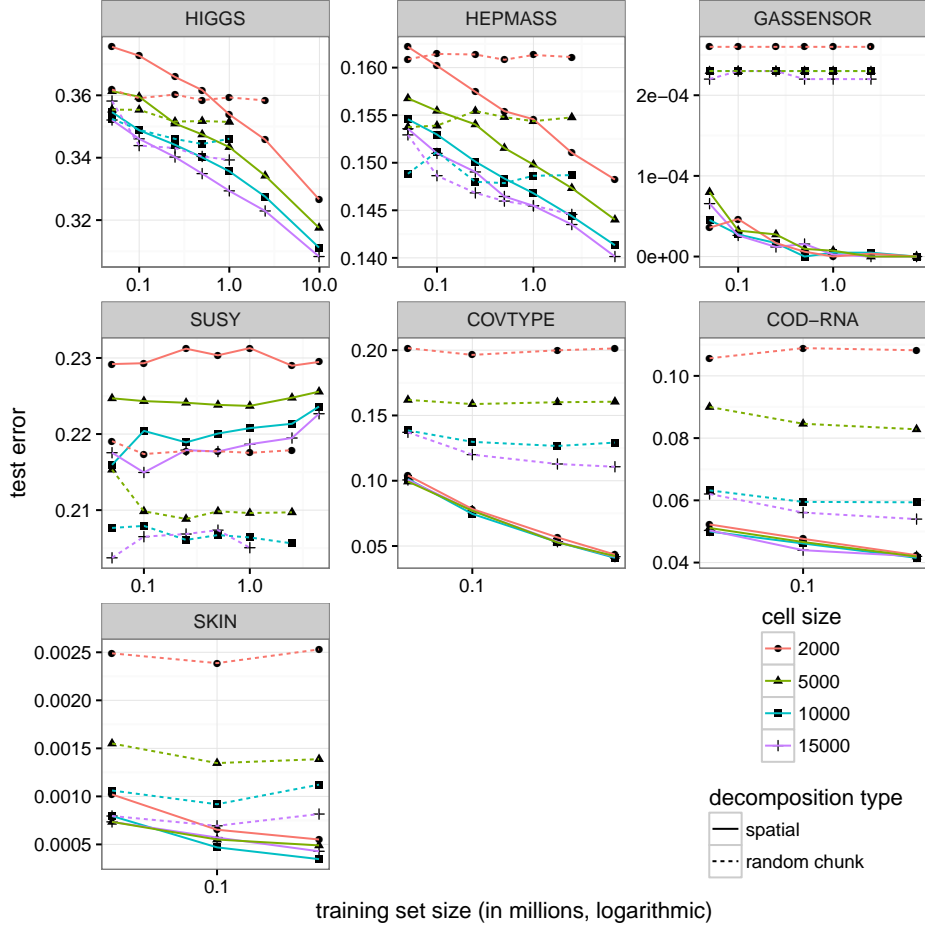 HIGGS
HEPMASS
GASSENSOR
0.36
0.34
0.32
0.1
1.0
10.0
0.160
0.155
0.150
0.145
0.140
0.1
1.0
2e−04
1e−04
0e+00
0.1
1.0
SUSY
COVTYPE
COD−RNA
0.23
0.22
0.21
0.1
1.0
0.20
0.15
0.10
0.05
0.1
0.10
0.08
0.06
0.04
0.1
test error
SKIN
0.0025
0.0020
0.0015
0.0010
0.0005
0.1
cell size
2000
5000
10000
15000
decomposition type
spatial
random chunk
training set size (in millions, logarithmic)